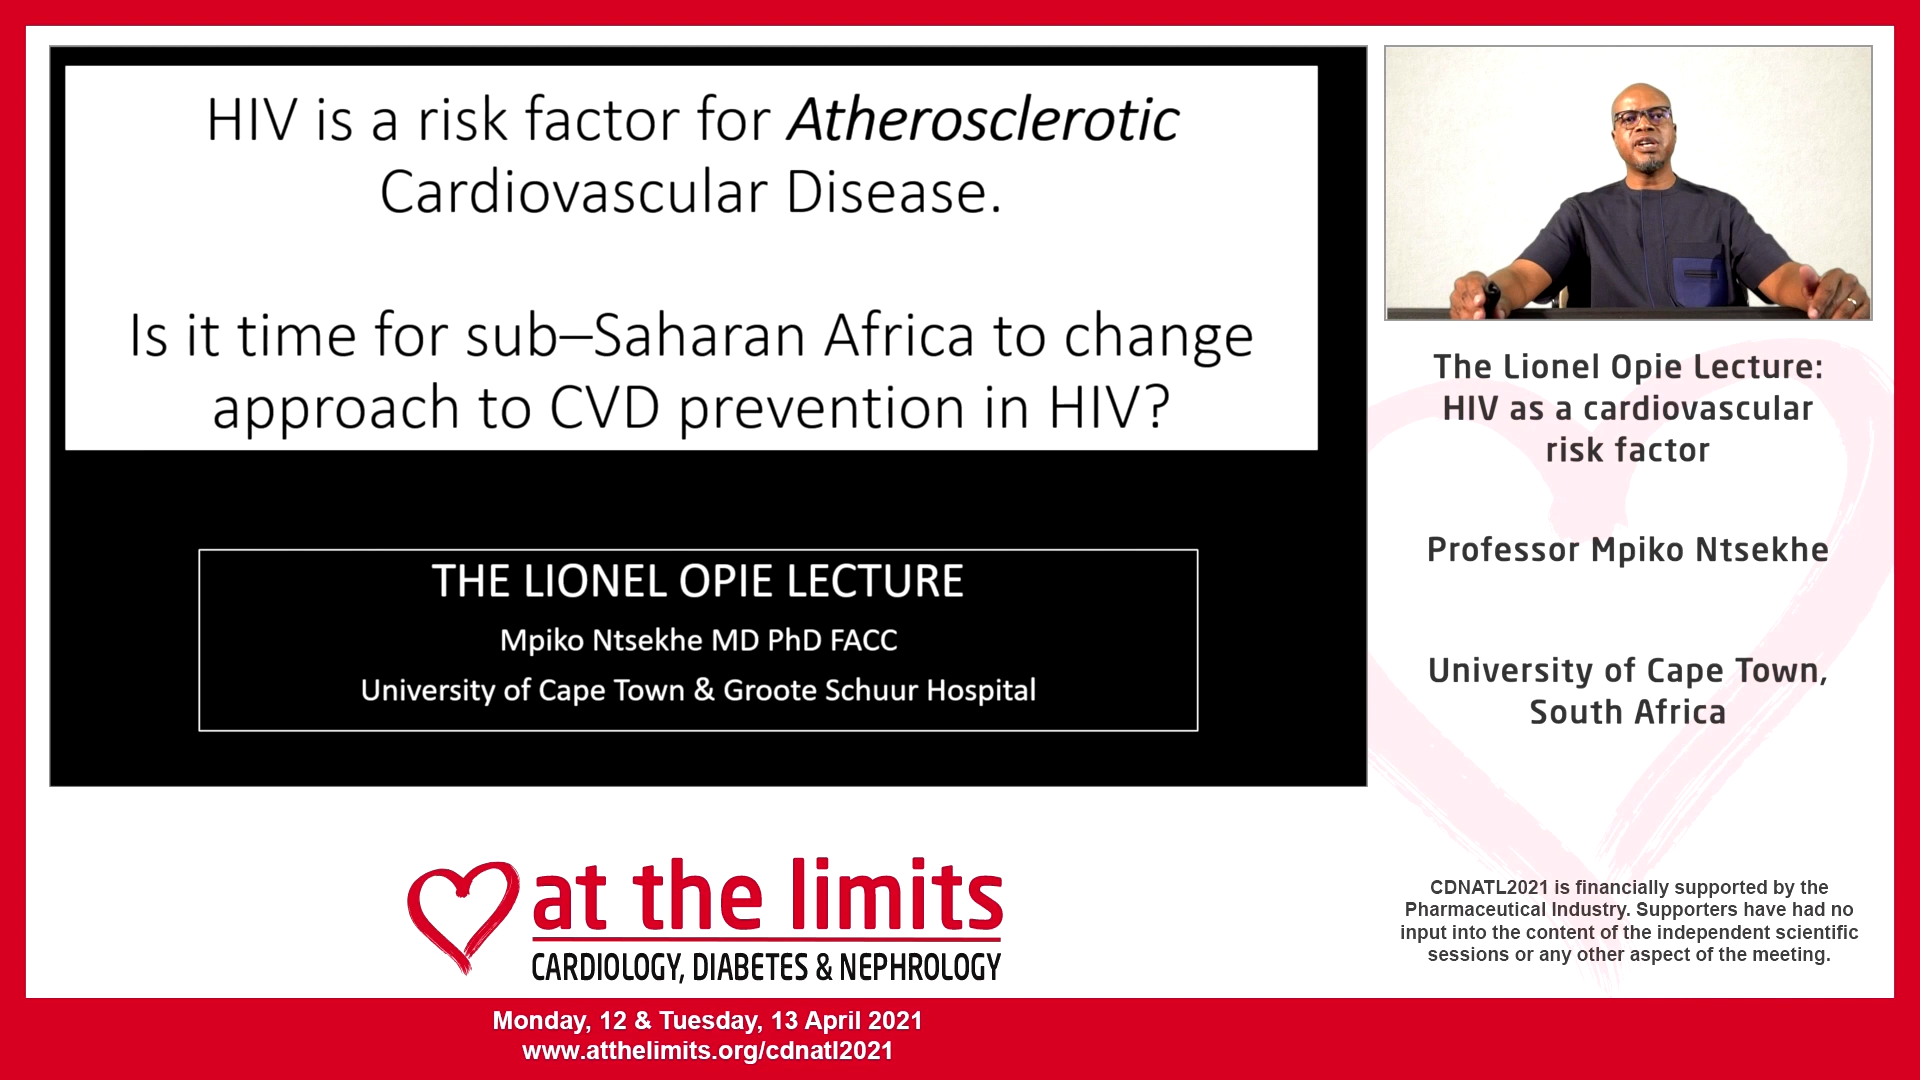 HIV is a risk factor for Atherosclerotic
Cardiovascular Disease.
Is it time for sub–Saharan Africa to change
approach to CVD prevention in HIV?
THE LIONEL OPIE LECTURE
Mpiko Ntsekhe MD PhD FACC
University of Cape Town & Groote Schuur Hospital
The Lionel Opie Lecture:
HIV as a cardiovascular
risk factor
Professor Mpiko Ntsekhe
University of Cape Town,
South Africa
at the limits
CARDIOLOGY, DIABETES & NEPHROLOGY
CDNATL2021 is financially supported by the
Pharmaceutical Industry. Supporters have had no
input into the content of the independent scientific
sessions or any other aspect of the meeting.
Monday, 12 & Tuesday, 13 April 2021
www.atthelimits.org/cdnatl2021